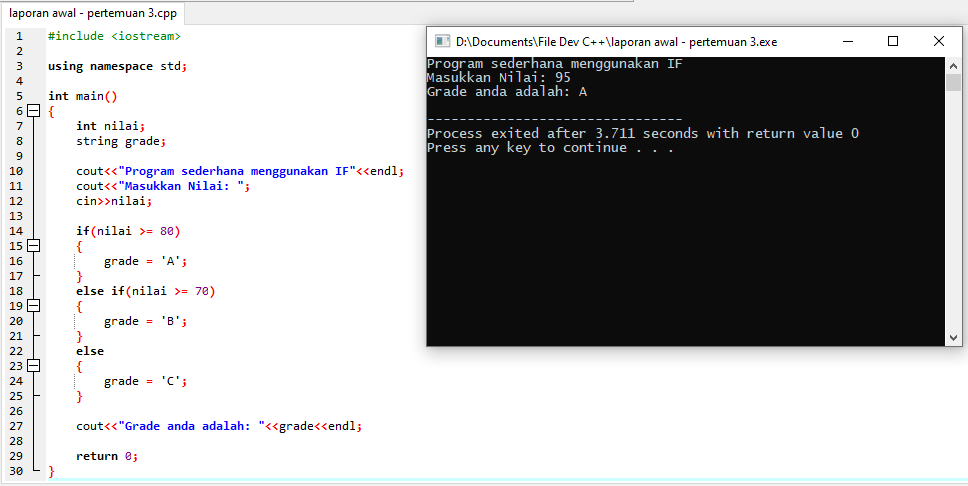 laporan awal - pertemuan 3.cpp
1 #include <iostream>
2
3 using namespace std;
4
5 int main()
6 {
7 int nilai;
8 string grade;
9
10 cout<<"Program sederhana menggunakan IF"<<endl;
11 cout<<"Masukkan Nilai: ";
12 cin>>nilai;
13
14 if(nilai >= 80)
15 {
16 grade = 'A';
17 }
18 else if(nilai >= 70)
19 {
20 grade = 'B';
21 }
22 else
23 {
24 grade = 'C';
25 }
26
27 cout<<"Grade anda adalah: "<<grade<<endl;
28
29 return 0;
30 }
D:\Documents\File Dev C++\laporan awal - pertemuan 3.exe
Program sederhana menggunakan IF
Masukkan Nilai: 95
Grade anda adalah: A
--------------------------------
Process exited after 3.711 seconds with return value 0
Press any key to continue . . .